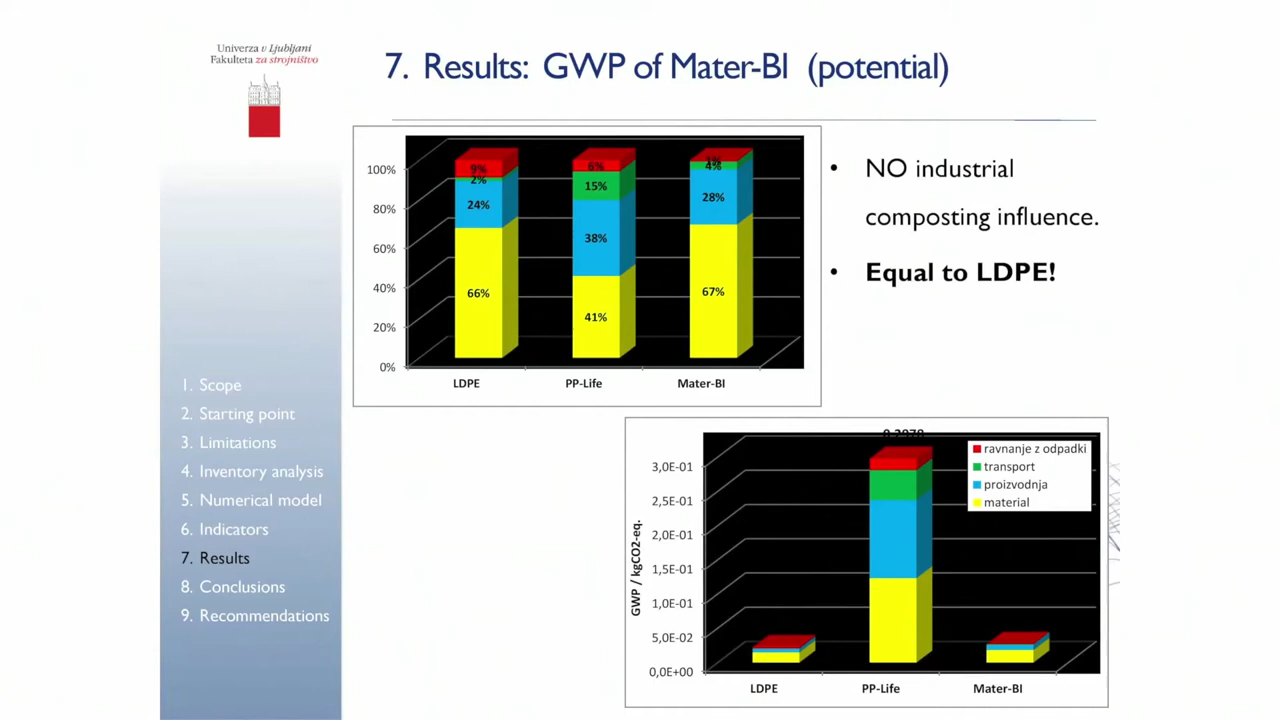 Univerza v Ljubljani
Fakulteta za strojništvo
7. Results: GWP of Mater-BI (potential)
100%
80%
60%
40%
20%
0%
9%
2%
24%
66%
6%
15%
38%
41%
4%
28%
67%
LDPE
PP-Life
Mater-BI
• NO industrial
composting influence.
• Equal to LDPE!
1. Scope
2. Starting point
3. Limitations
4. Inventory analysis
5. Numerical model
6. Indicators
7. Results
8. Conclusions
9. Recommendations
GWP / kgCO2-eq.
3,0E-01
2,5E-01
2,0E-01
1,5E-01
1,0E-01
5,0E-02
0,0E+00
ravnanje z odpadki
transport
proizvodnja
material
LDPE
PP-Life
Mater-BI